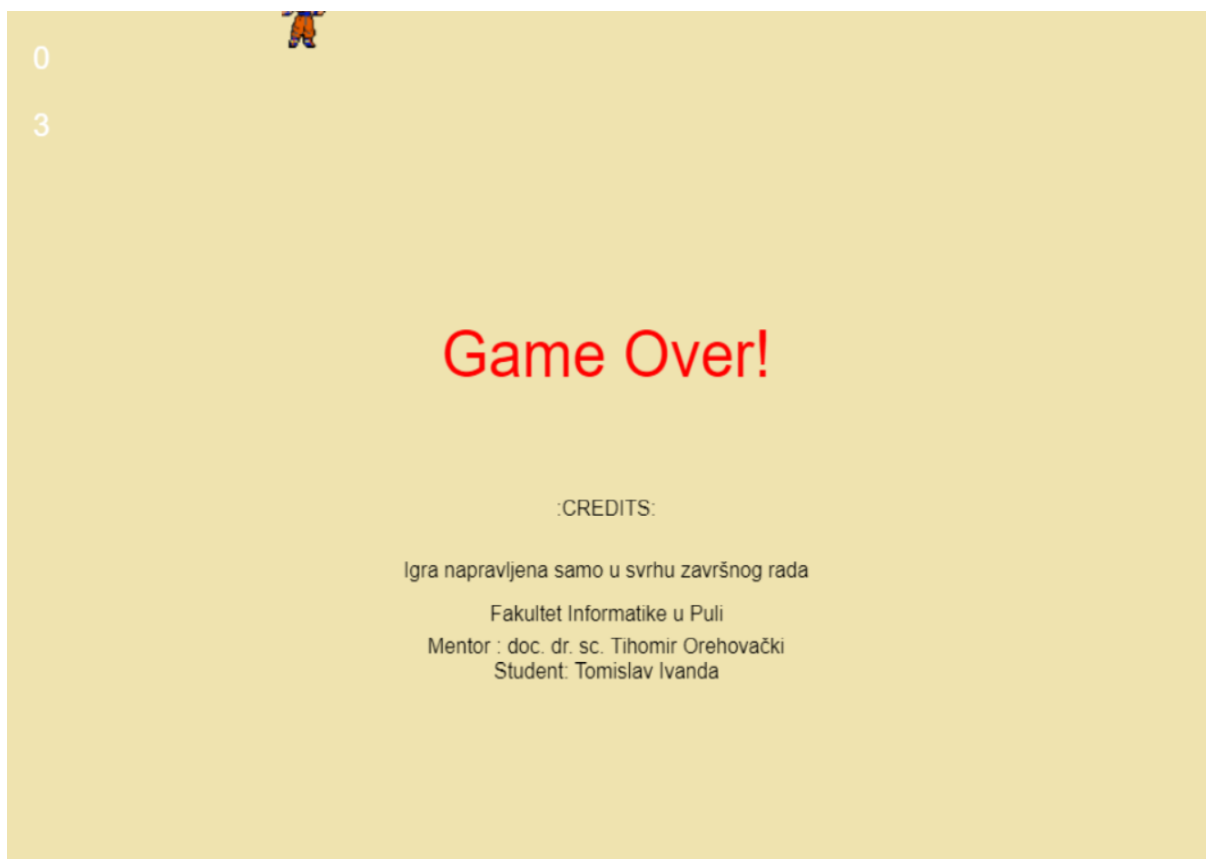 0
3
Game Over!
:CREDITS:
Igra napravljena samo u svrhu završnog rada
Fakultet Informatike u Puli
Mentor : doc. dr. sc. Tihomir Orehovački
Student: Tomislav Ivanda